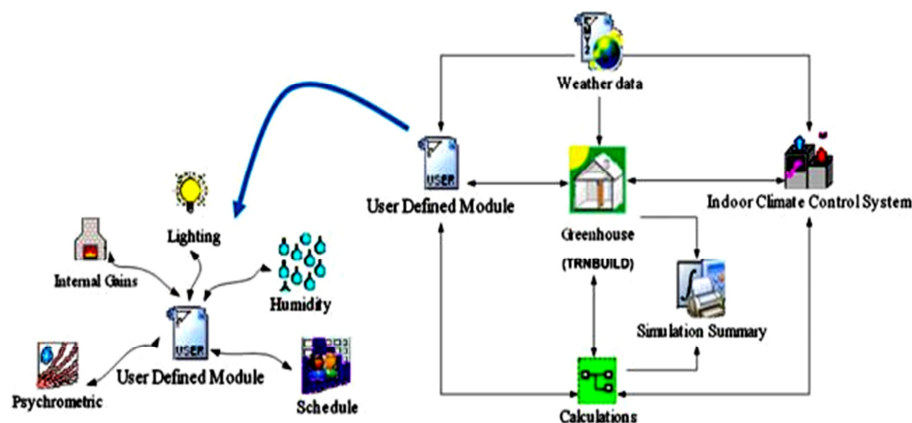 Weather data
USER
User Defined Module
Greenhouse
(TRNBUILD)
Indoor Climate Control System
Lighting
Internal Gains
Humidity
Simulation Summary
USER
User Defined Module
Psychrometric
Schedule
Calculations